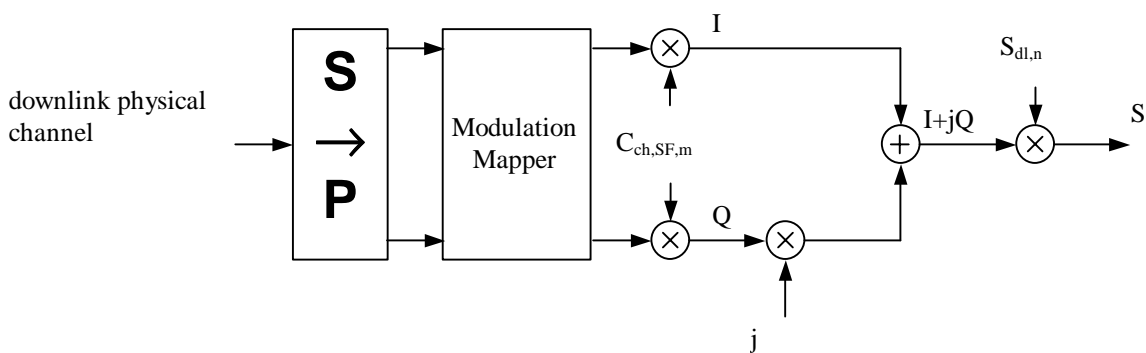 downlink physical
channel
S
→
P
Modulation
Mapper
I
C_ch,SF,m
Q
j
I+jQ
S_dl,n
S